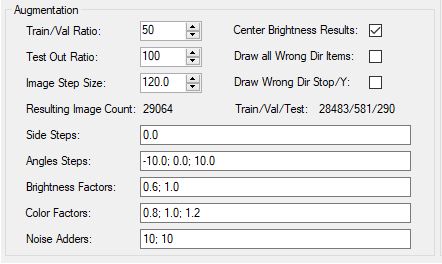 Augmentation
Train/Val Ratio: 50 Center Brightness Results:
Test Out Ratio: 100 Draw all Wrong Dir Items:
Image Step Size: 120.0 Draw Wrong Dir Stop/Y:
Resulting Image Count: 29064 Train/Val/Test: 28483/581/290
Side Steps: 0.0
Angles Steps: -10.0; 0.0; 10.0
Brightness Factors: 0.6; 1.0
Color Factors: 0.8; 1.0; 1.2
Noise Adders: 10; 10